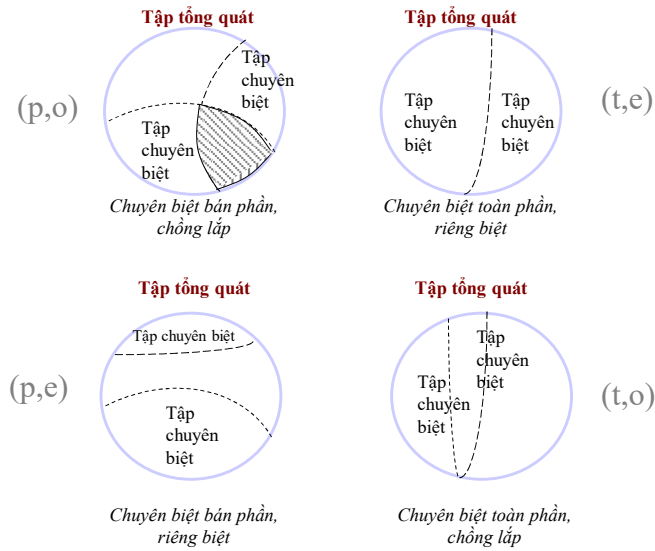 Tập tổng quát
Tập
chuyên
biệt
(p,o)
Tập
chuyên
biệt
Chuyên biệt bán phần,
chồng lắp
Tập tổng quát
Tập
chuyên
biệt
Tập
chuyên
biệt
(t,e)
Chuyên biệt toàn phần,
riêng biệt
Tập tổng quát
Tập chuyên biệt
(p,e)
Tập
chuyên
biệt
Chuyên biệt bán phần,
riêng biệt
Tập tổng quát
Tập
chuyên
biệt
Tập
chuyên
biệt
(t,o)
Chuyên biệt toàn phần,
chồng lắp